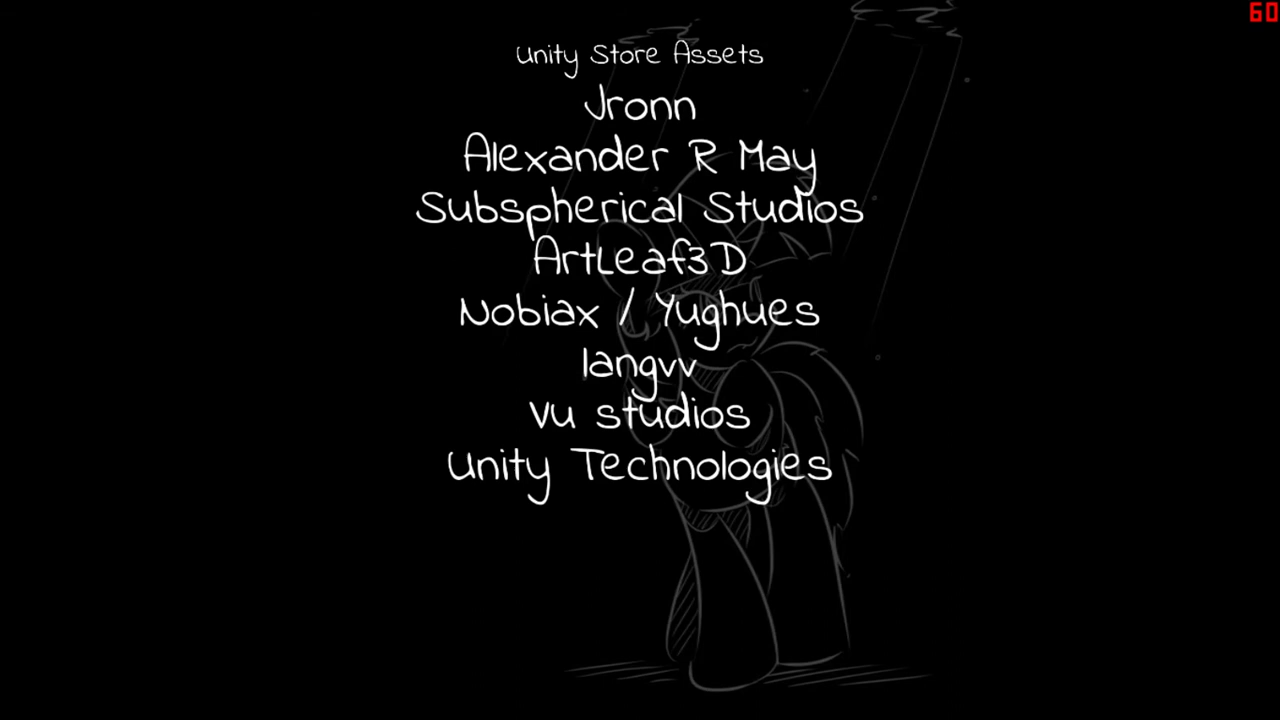 60
Unity Store Assets
Jronn
Alexander R May
Subspherical Studios
ArtLeaf3D
Nobiax / Yughues
langvv
vu studios
Unity Technologies